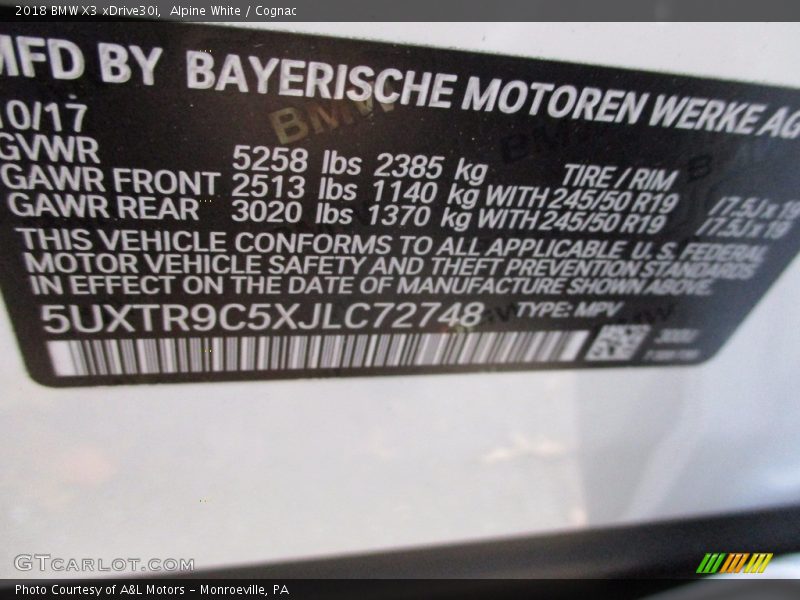 2018 BMW X3 xDrive30i,  Alpine White / Cognac
MFD BY BAYERISCHE MOTOREN WERKE AG
10/17
GVWR 5258 lbs 2385 kg TIRE / RIM
GAWR FRONT 2513 lbs 1140 kg WITH 245/50 R19 /7.5J x 19
GAWR REAR 3020 lbs 1370 kg WITH 245/50 R19 /7.5J x 19
THIS VEHICLE CONFORMS TO ALL APPLICABLE U. S. FEDERAL
MOTOR VEHICLE SAFETY AND THEFT PREVENTION STANDARDS
IN EFFECT ON THE DATE OF MANUFACTURE SHOWN ABOVE.
5UXTR9C5XJLC72748 TYPE: MPV
GTCARLOT.COM
Photo Courtesy of A&L Motors – Monroeville, PA